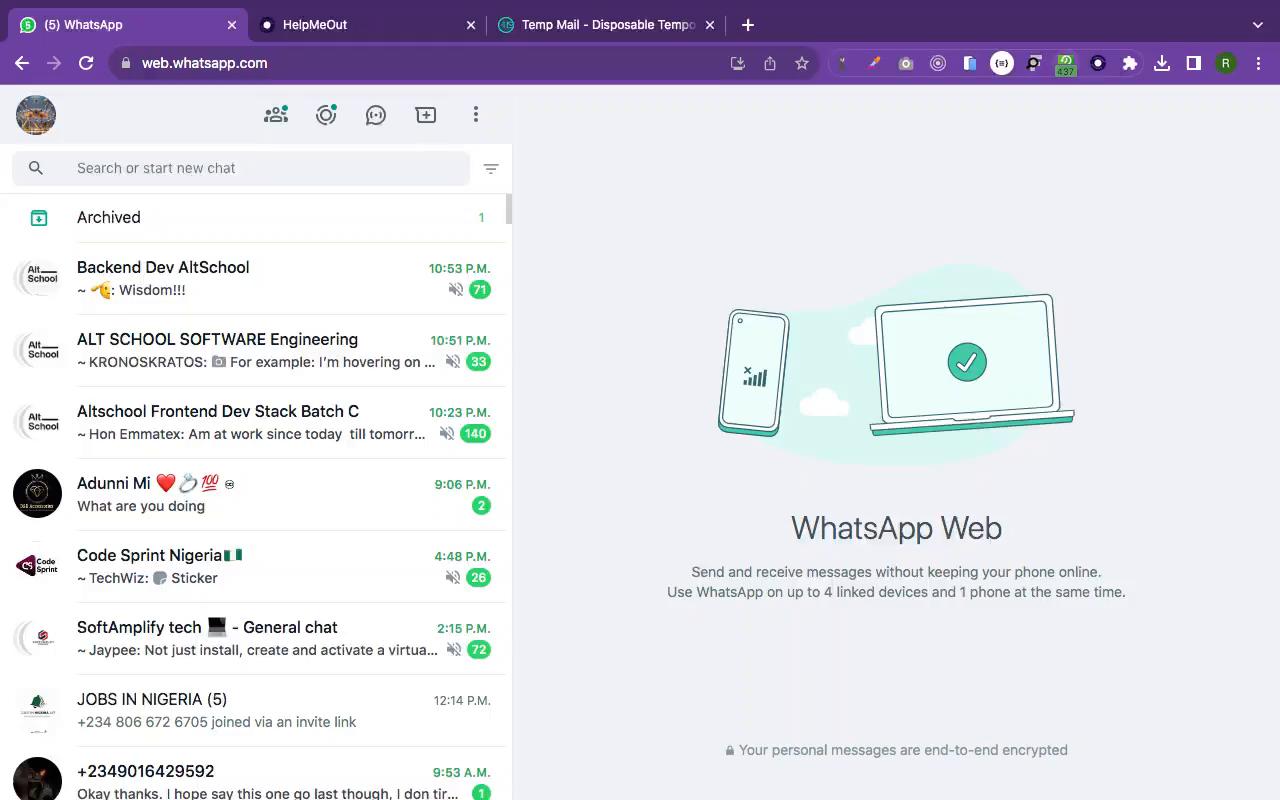 (5) WhatsApp
HelpMeOut
Temp Mail - Disposable Tempo
web.whatsapp.com
437
R
Search or start new chat
Archived
1
Alt School
Backend Dev AltSchool
10:53 P.M.
~ 🫡: Wisdom!!!
71
Alt School
ALT SCHOOL SOFTWARE Engineering
10:51 P.M.
~ KRONOSKRATOS: 📷 For example: I'm hovering on ...
33
Alt School
Altschool Frontend Dev Stack Batch C
10:23 P.M.
~ Hon Emmatex: Am at work since today till tomorr...
140
Adunni Mi ❤️💍💯♾
9:06 P.M.
What are you doing
2
Code Sprint
Code Sprint Nigeria🇳🇬
4:48 P.M.
~ TechWiz: Sticker
26
SoftAmplify tech 💻 - General chat
2:15 P.M.
~ Jaypee: Not just install, create and activate a virtua...
72
JOBS IN NIGERIA (5)
12:14 P.M.
+234 806 672 6705 joined via an invite link
+2349016429592
9:53 A.M.
Okay thanks. I hope say this one go last though, I don tir...
1
WhatsApp Web
Send and receive messages without keeping your phone online.
Use WhatsApp on up to 4 linked devices and 1 phone at the same time.
Your personal messages are end-to-end encrypted